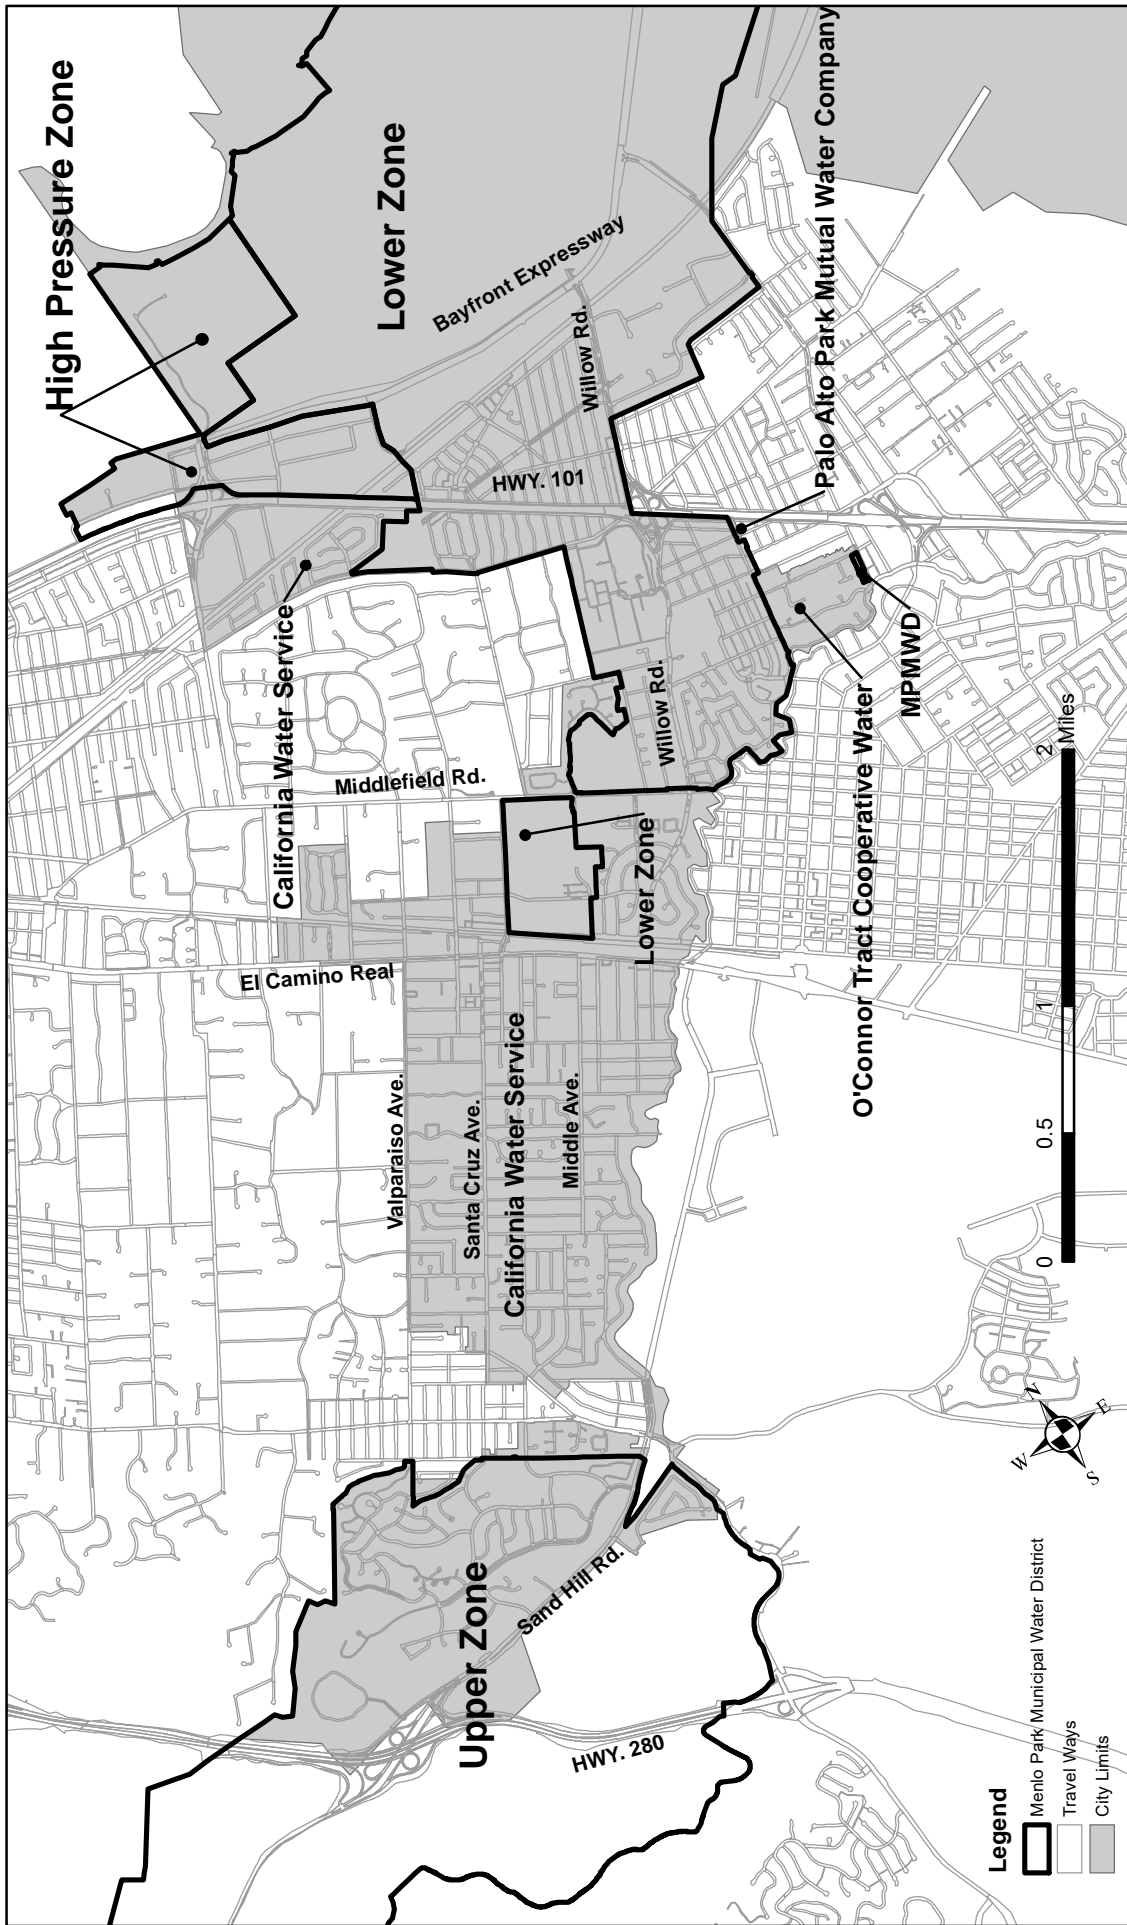 High Pressure Zone
Lower Zone
Bayfront Expressway
Willow Rd.
Palo Alto Park Mutual Water Company
HWY. 101
California Water Service
Middlefield Rd.
Willow Rd.
MPMWD
O'Connor Tract Cooperative Water
Lower Zone
El Camino Real
Valparaiso Ave.
Santa Cruz Ave.
California Water Service
Middle Ave.
Upper Zone
Sand Hill Rd.
HWY. 280
0 0.5 1 2 Miles
N
E
S
W
Legend
Menlo Park Municipal Water District
Travel Ways
City Limits